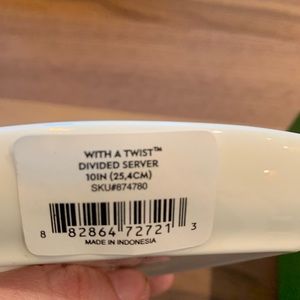 WITH A TWIST™
DIVIDED SERVER
10IN (25,4CM)
SKU#874780
8 82864 72721 3
MADE IN INDONESIA